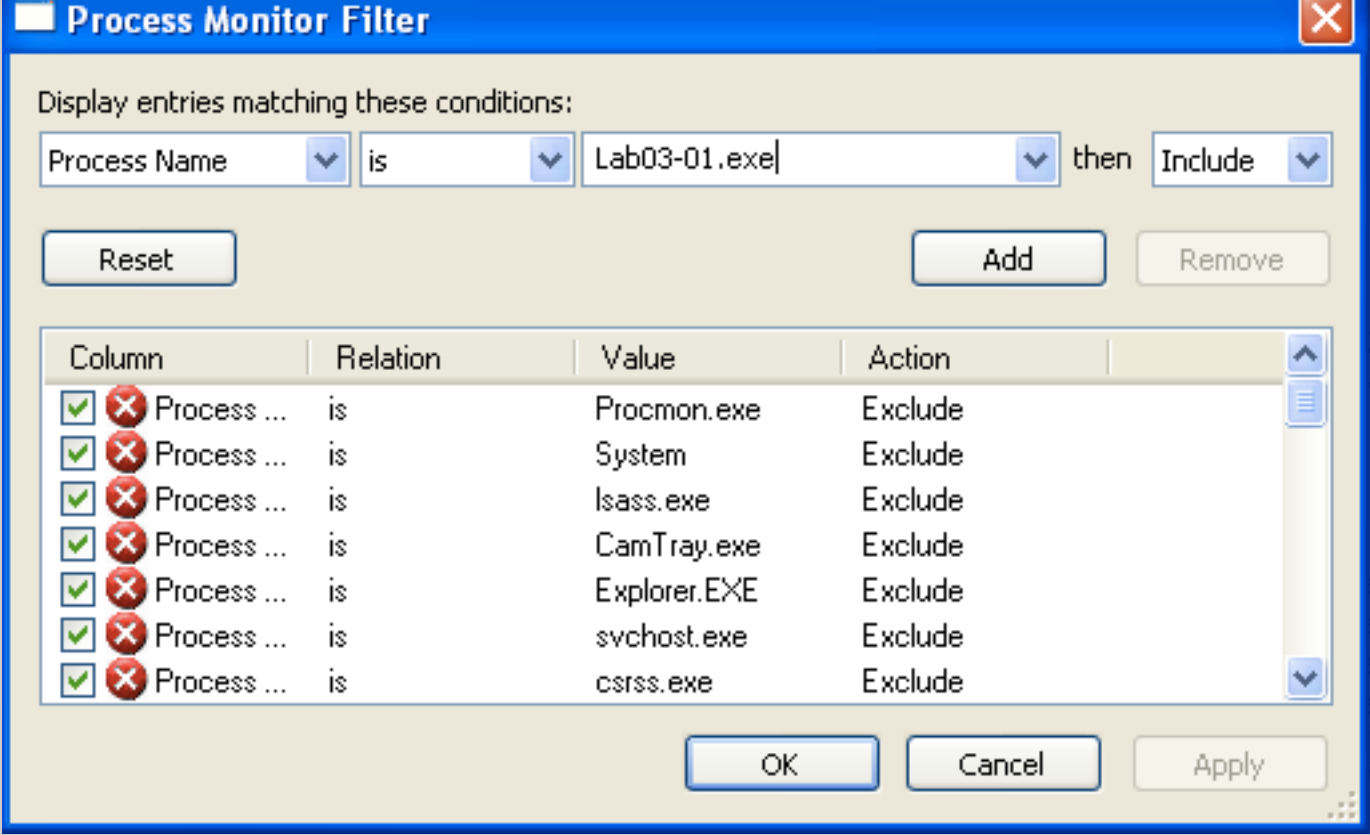 Process Monitor Filter
Display entries matching these conditions:
Process Name is Lab03-01.exe then Include
Reset Add Remove
Column Relation Value Action
Process ... is Procmon.exe Exclude
Process ... is System Exclude
Process ... is lsass.exe Exclude
Process ... is CamTray.exe Exclude
Process ... is Explorer.EXE Exclude
Process ... is svchost.exe Exclude
Process ... is csrss.exe Exclude
OK Cancel Apply